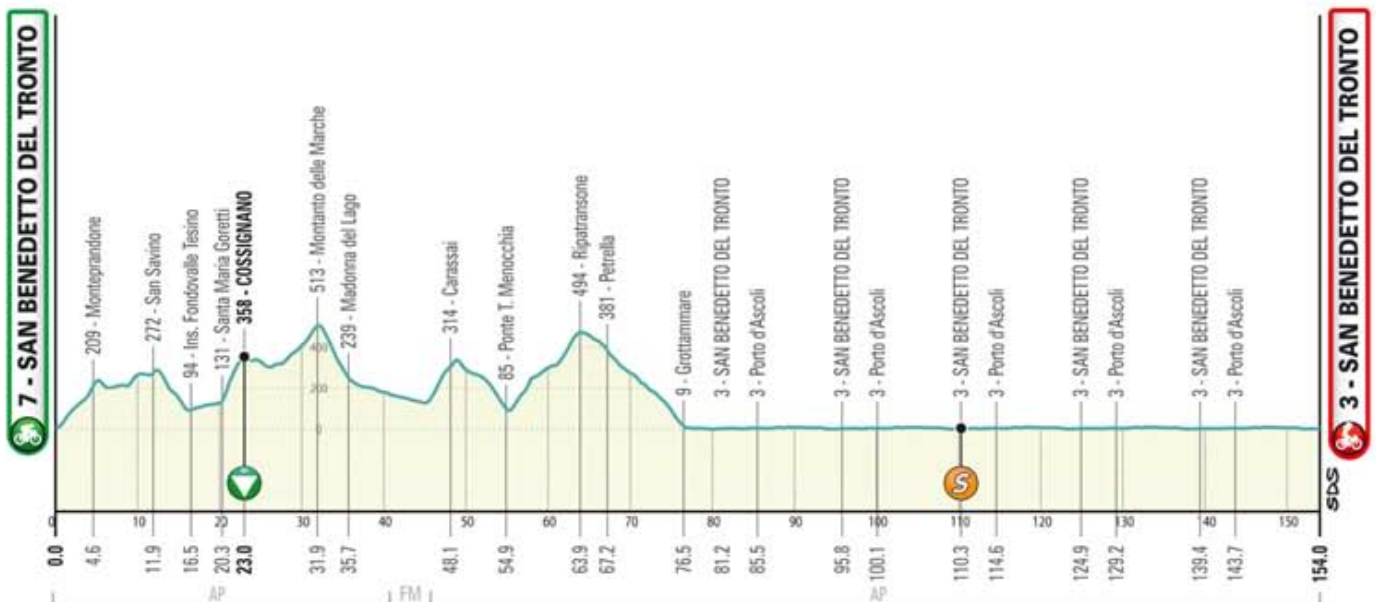 7 - SAN BENEDETTO DEL TRONTO
209 - Monteprandone
272 - San Savino
94 - Ins. Fondovalle Tesino
131 - Santa Maria Goretti
358 - COSSIGNANO
513 - Montanto delle Marche
239 - Madonna del Lago
314 - Carassai
85 - Ponte T. Menocchia
494 - Ripatransone
381 - Petrella
9 - Grottammare
3 - SAN BENEDETTO DEL TRONTO
3 - Porto d'Ascoli
3 - SAN BENEDETTO DEL TRONTO
3 - Porto d'Ascoli
3 - SAN BENEDETTO DEL TRONTO
3 - Porto d'Ascoli
3 - SAN BENEDETTO DEL TRONTO
3 - Porto d'Ascoli
3 - SAN BENEDETTO DEL TRONTO
3 - Porto d'Ascoli
3 - SAN BENEDETTO DEL TRONTO
400
200
0
S
SDS
0 10 20 30 40 50 60 70 80 90 100 110 120 130 140 150
0.0 4.6 11.9 16.5 20.3 23.0 31.9 35.7 48.1 54.9 63.9 67.2 76.5 81.2 85.5 95.8 100.1 110.3 114.6 124.9 129.2 139.4 143.7 154.0
AP FM AP